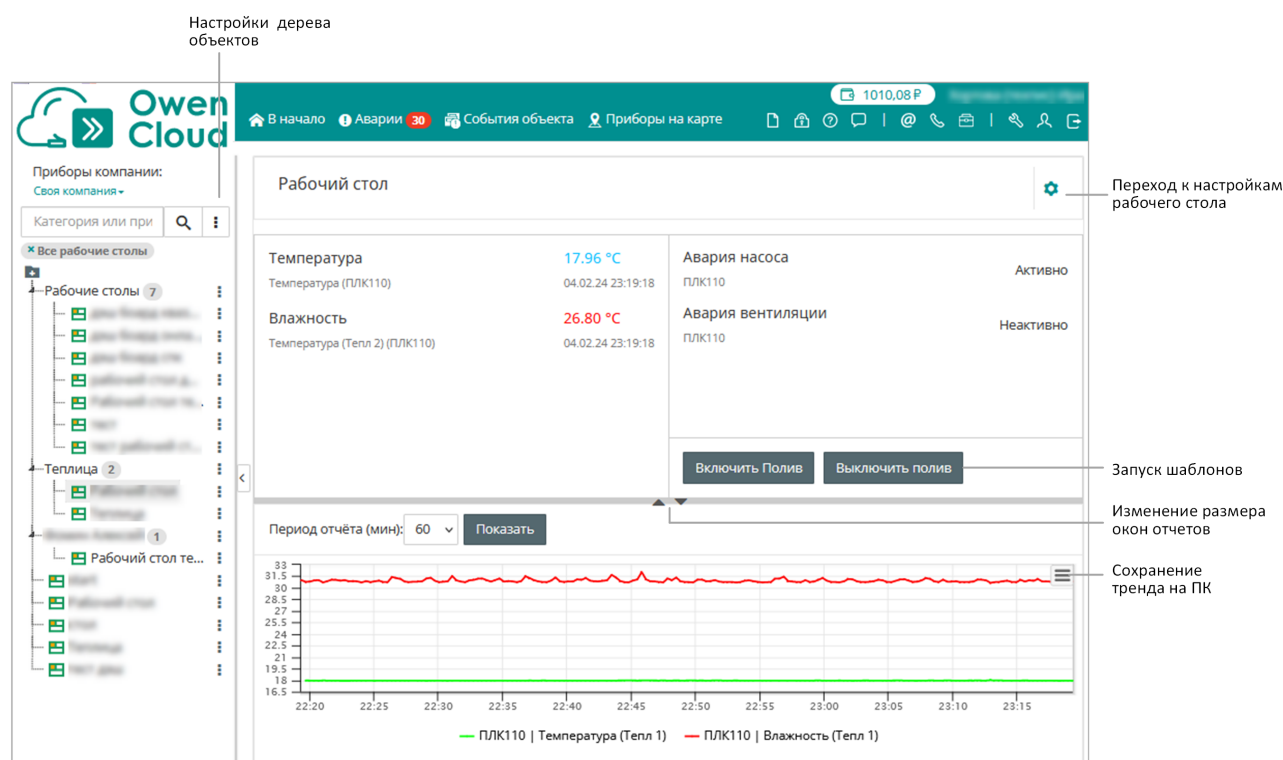 Настройки дерева
объектов
Owen
Cloud
1010,08 ₽
В начало Аварии 30 События объекта Приборы на карте
Приборы компании:
Своя компания
Категория или при
× Все рабочие столы
Рабочие столы 7
Теплица 2
1
Рабочий стол те...
Рабочий стол
Переход к настройкам
рабочего стола
Температура 17.96 °C
Температура (ПЛК110) 04.02.24 23:19:18
Влажность 26.80 °C
Температура (Тепл 2) (ПЛК110) 04.02.24 23:19:18
Авария насоса
ПЛК110
Активно
Авария вентиляции
ПЛК110
Неактивно
Включить Полив Выключить полив
Запуск шаблонов
Изменение размера
окон отчетов
Период отчёта (мин): 60 Показать
Сохранение
тренда на ПК
33
31.5
30
28.5
27
25.5
24
22.5
21
19.5
18
16.5
22:20 22:25 22:30 22:35 22:40 22:45 22:50 22:55 23:00 23:05 23:10 23:15
ПЛК110 | Температура (Тепл 1) ПЛК110 | Влажность (Тепл 1)